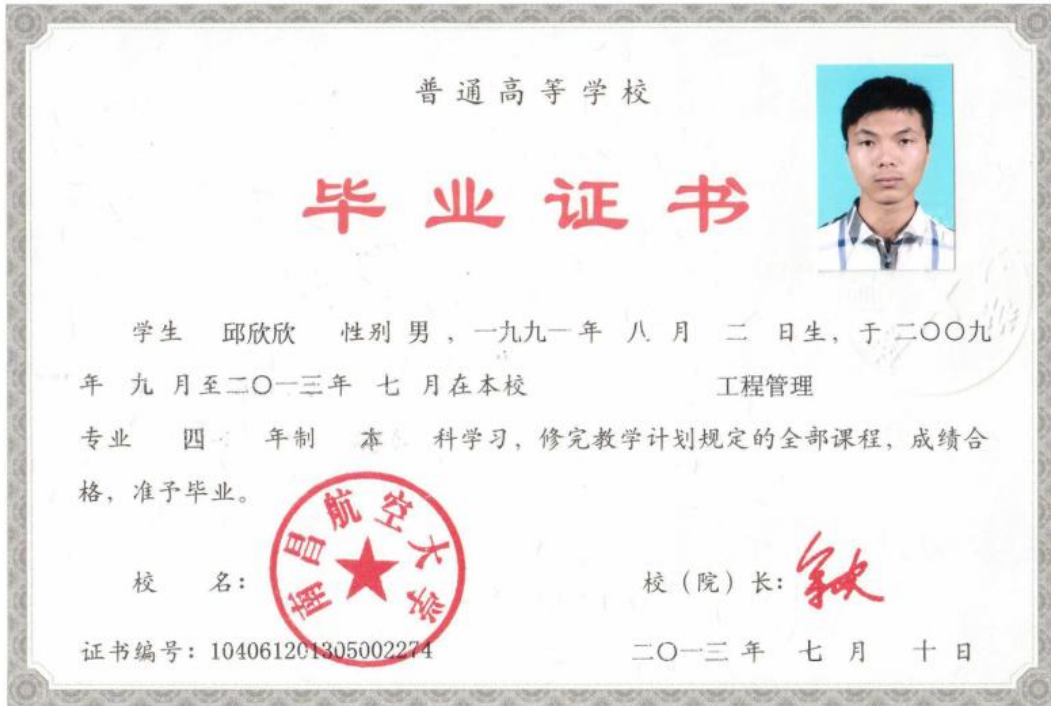 普通高等学校
毕业证书
学生 邱欣欣 性别 男，一九九一年 八 月 二 日生，于二〇〇九
年 九 月至二〇一三年 七 月在本校 工程管理
专业 四 年制 本 科学习，修完教学计划规定的全部课程，成绩合
格，准予毕业。
南昌航空大学
校 名： 校（院）长：
证书编号：104061201305002274 二〇一三年 七 月 十 日